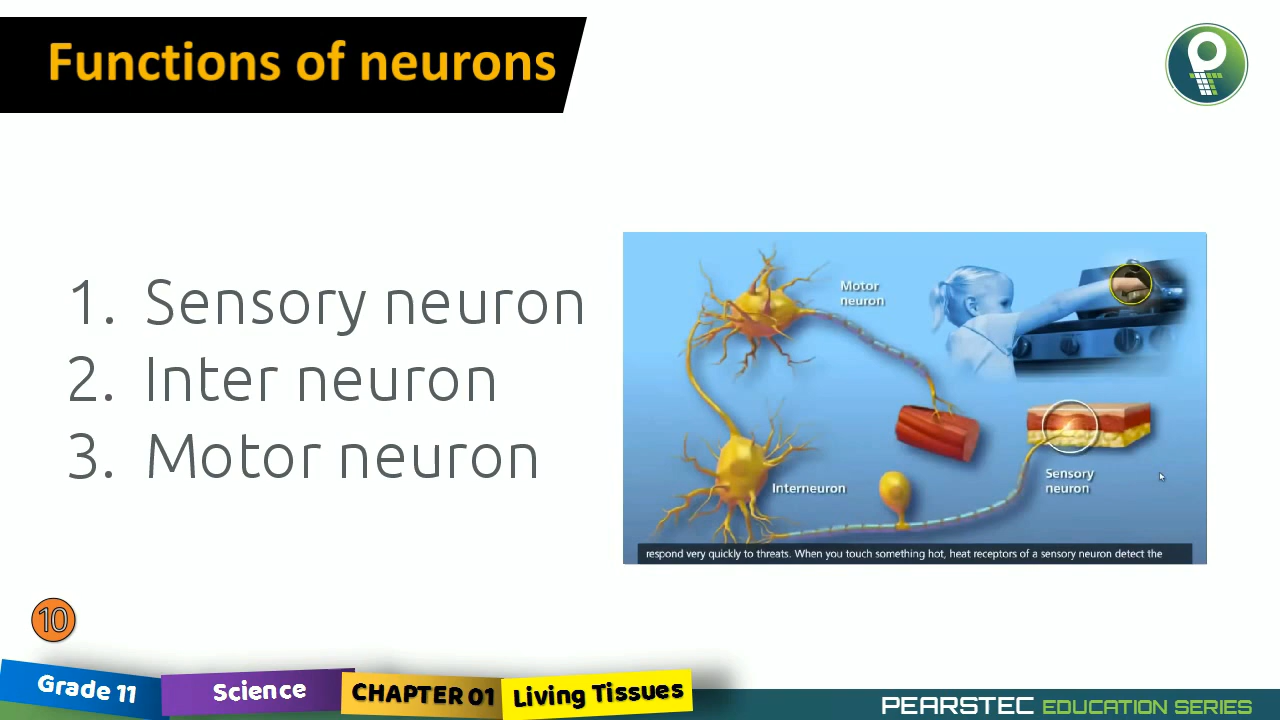 Functions of neurons
1. Sensory neuron
2. Inter neuron
3. Motor neuron
Motor
neuron
Interneuron
Sensory
neuron
respond very quickly to threats. When you touch something hot, heat receptors of a sensory neuron detect the
10
Grade 11
Science
CHAPTER 01
Living Tissues
PEARSTEC EDUCATION SERIES